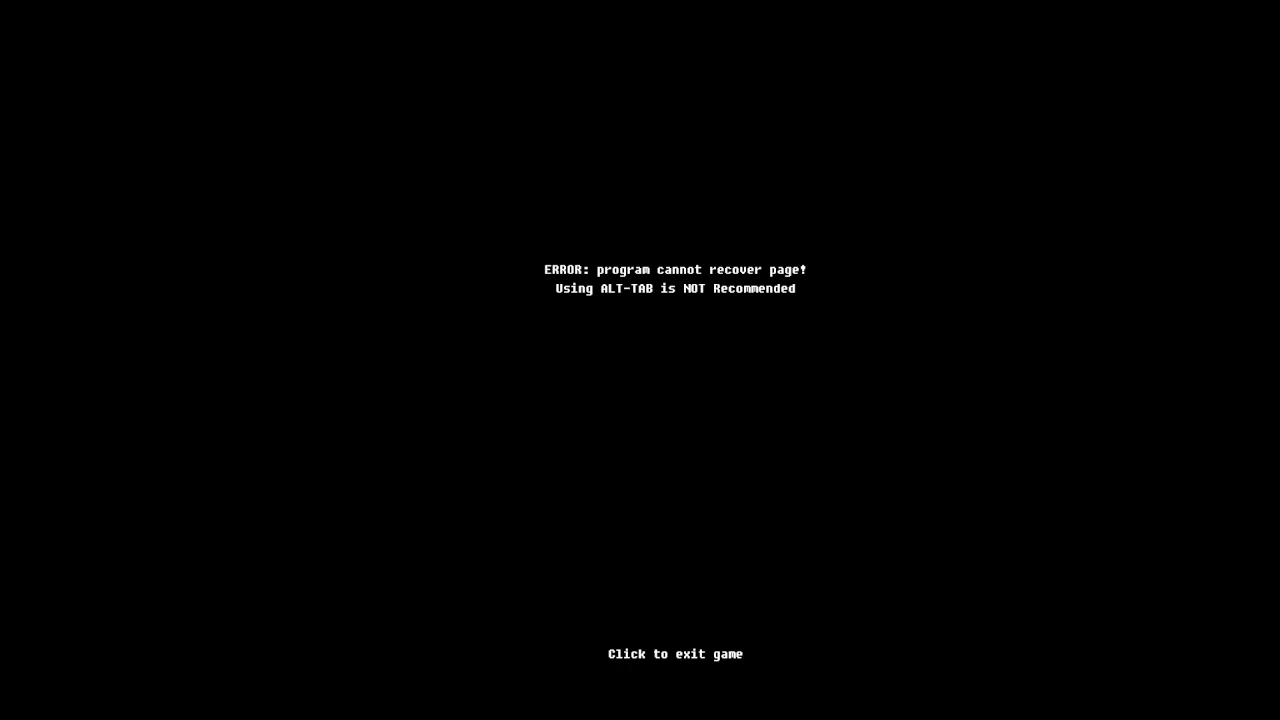 ERROR: program cannot recover page!
Using ALT-TAB is NOT Recommended
Click to exit game